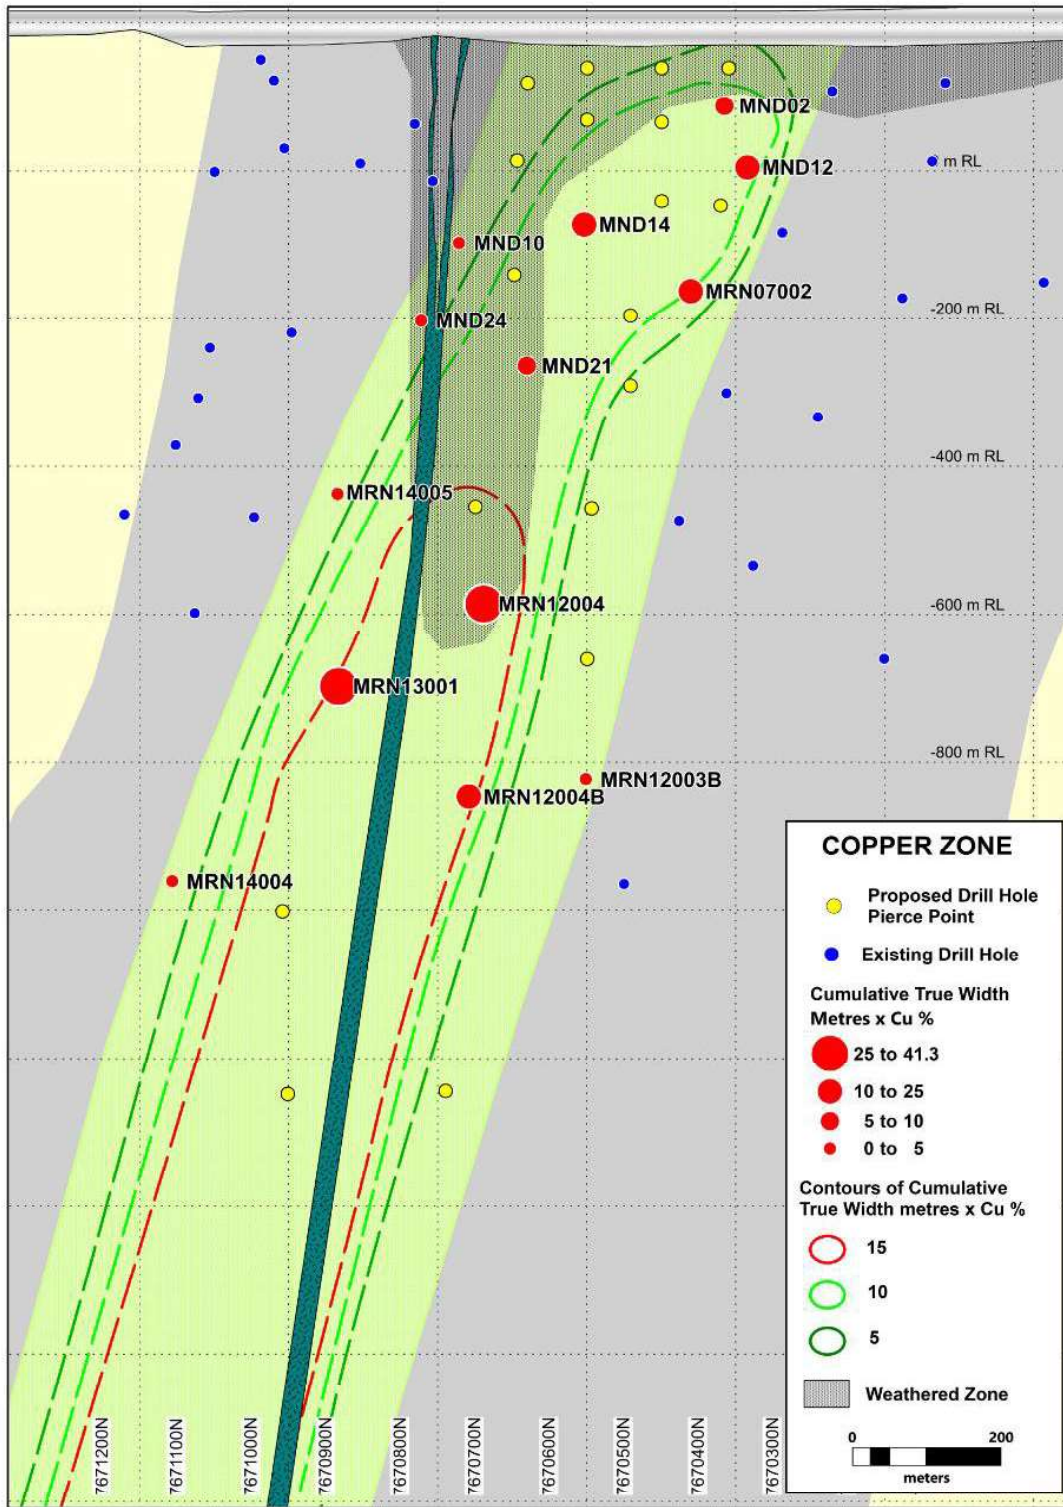 MND02
MND12
m RL
MND14
MND10
MRN07002
-200 m RL
MND24
MND21
-400 m RL
MRN14005
MRN12004
-600 m RL
MRN13001
-800 m RL
MRN12003B
MRN12004B
MRN14004
COPPER ZONE
Proposed Drill Hole
Pierce Point
Existing Drill Hole
Cumulative True Width
Metres x Cu %
25 to 41.3
10 to 25
5 to 10
0 to 5
Contours of Cumulative
True Width metres x Cu %
15
10
5
Weathered Zone
0 200
meters
7671200N
7671100N
7671000N
7670900N
7670800N
7670700N
7670600N
7670500N
7670400N
7670300N